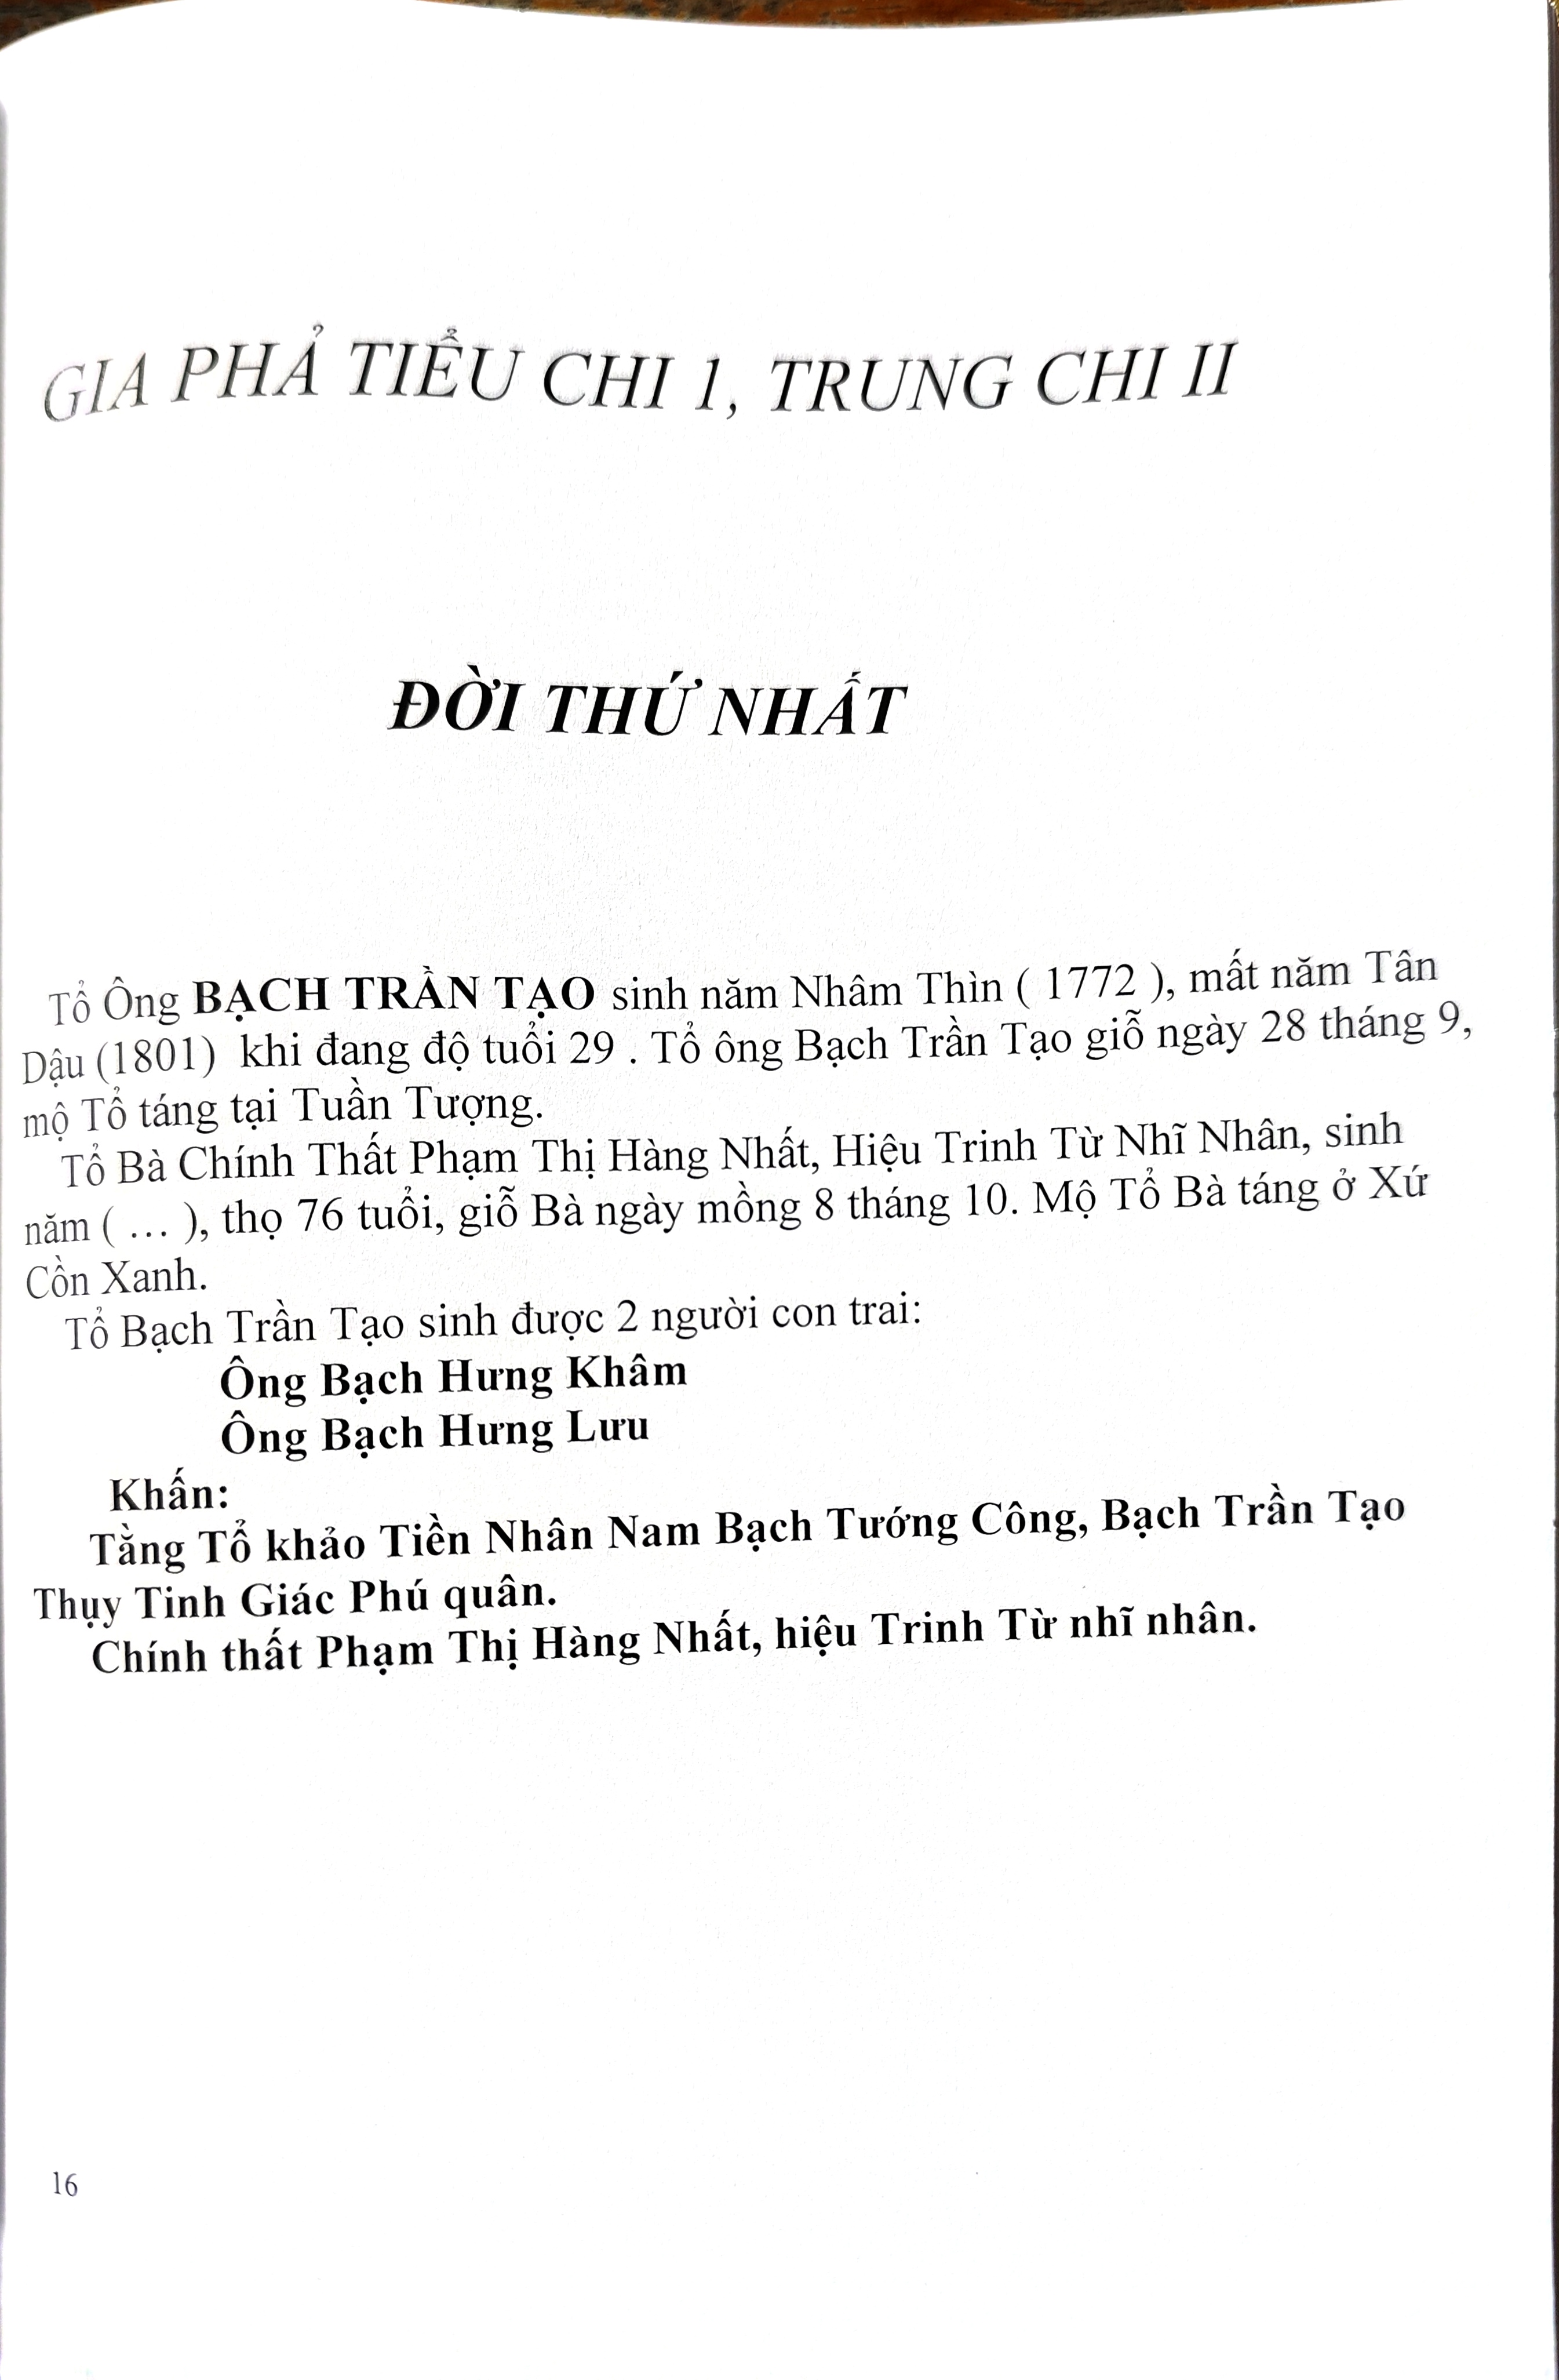 GIA PHẢ TIỂU CHI 1, TRUNG CHI II
ĐỜI THỨ NHẤT
Tổ Ông BẠCH TRẦN TẠO sinh năm Nhâm Thìn ( 1772 ), mất năm Tân
Dậu (1801) khi đang độ tuổi 29 . Tổ ông Bạch Trần Tạo giỗ ngày 28 tháng 9,
mộ Tổ táng tại Tuần Tượng.
Tổ Bà Chính Thất Phạm Thị Hàng Nhất, Hiệu Trinh Từ Nhĩ Nhân, sinh
năm ( ... ), thọ 76 tuổi, giỗ Bà ngày mồng 8 tháng 10. Mộ Tổ Bà táng ở Xứ
Cồn Xanh.
Tổ Bạch Trần Tạo sinh được 2 người con trai:
Ông Bạch Hưng Khâm
Ông Bạch Hưng Lưu
Khấn:
Tằng Tổ khảo Tiền Nhân Nam Bạch Tướng Công, Bạch Trần Tạo
Thụy Tinh Giác Phú quân.
Chính thất Phạm Thị Hàng Nhất, hiệu Trinh Từ nhĩ nhân.
16